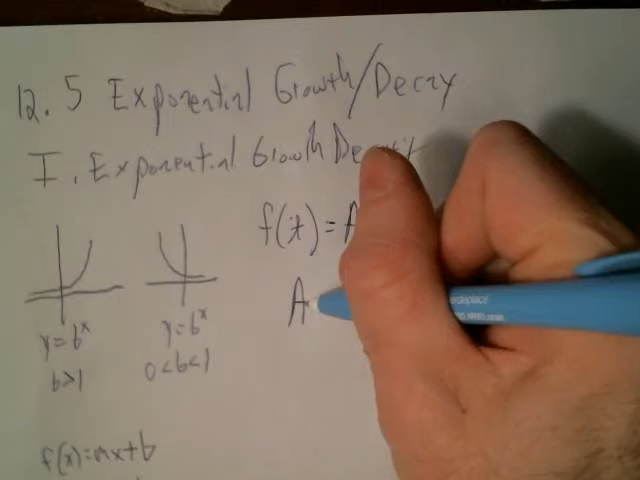 12.5 Exponential Growth/Decay
I. Exponential Growth
f(t) = A
A
y=b^x
b>1
y=b^x
0<b<1
f(x)=mx+b